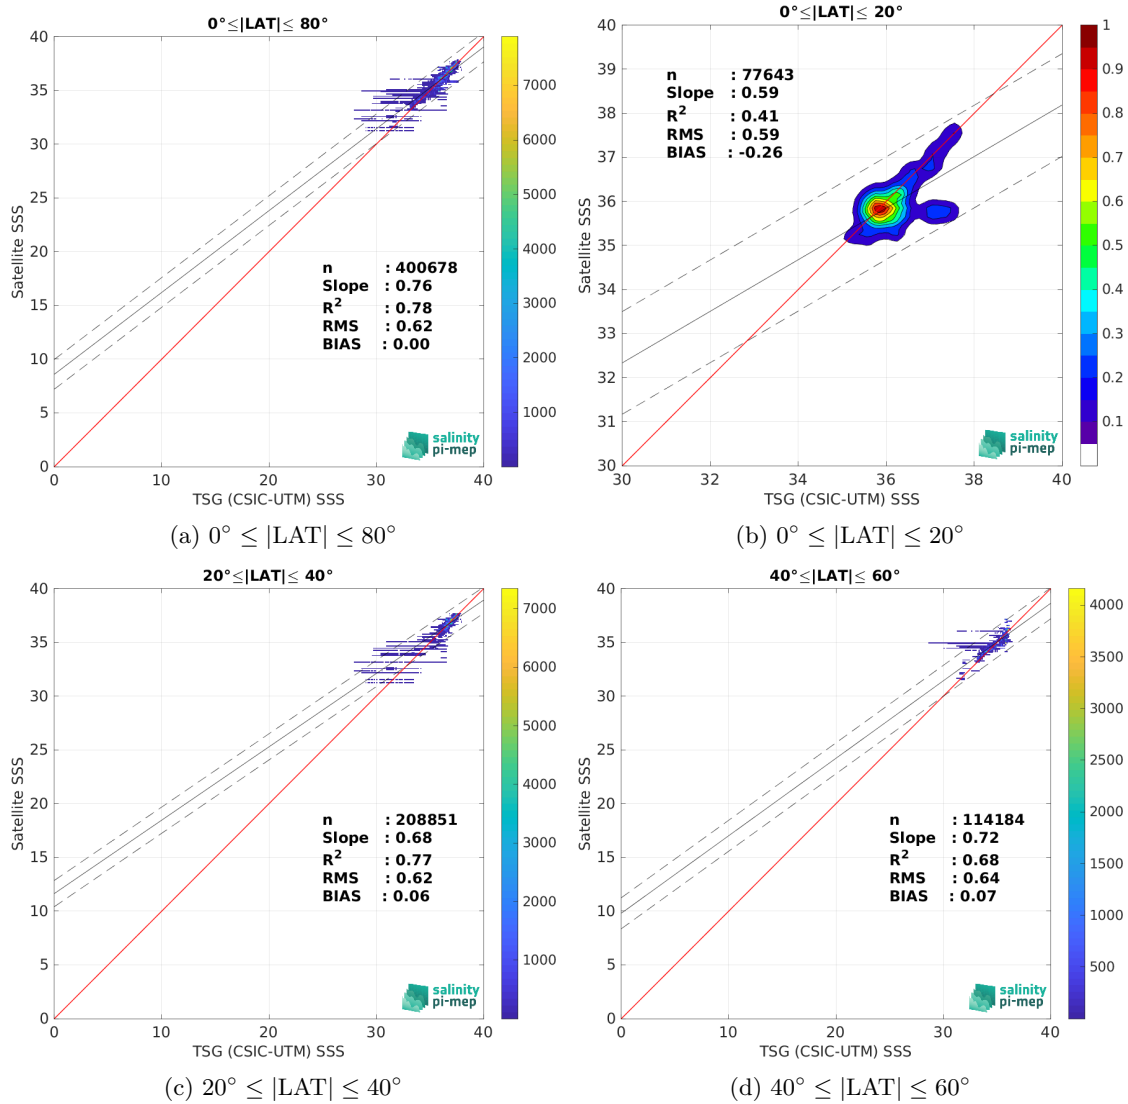 0°≤|LAT|≤ 80°
40
35
30
25
20
15
10
5
0
0
10
20
30
40
Satellite SSS
TSG (CSIC-UTM) SSS
n : 400678
Slope : 0.76
R² : 0.78
RMS : 0.62
BIAS : 0.00
7000
6000
5000
4000
3000
2000
1000
salinity
pi-mep
(a) 0° ≤ |LAT| ≤ 80°
0°≤|LAT|≤ 20°
40
39
38
37
36
35
34
33
32
31
30
30
32
34
36
38
40
Satellite SSS
TSG (CSIC-UTM) SSS
n : 77643
Slope : 0.59
R² : 0.41
RMS : 0.59
BIAS : -0.26
1
0.9
0.8
0.7
0.6
0.5
0.4
0.3
0.2
0.1
salinity
pi-mep
(b) 0° ≤ |LAT| ≤ 20°
20°≤|LAT|≤ 40°
40
35
30
25
20
15
10
5
0
0
10
20
30
40
Satellite SSS
TSG (CSIC-UTM) SSS
n : 208851
Slope : 0.68
R² : 0.77
RMS : 0.62
BIAS : 0.06
7000
6000
5000
4000
3000
2000
1000
salinity
pi-mep
(c) 20° ≤ |LAT| ≤ 40°
40°≤|LAT|≤ 60°
40
35
30
25
20
15
10
5
0
0
10
20
30
40
Satellite SSS
TSG (CSIC-UTM) SSS
n : 114184
Slope : 0.72
R² : 0.68
RMS : 0.64
BIAS : 0.07
4000
3500
3000
2500
2000
1500
1000
500
salinity
pi-mep
(d) 40° ≤ |LAT| ≤ 60°